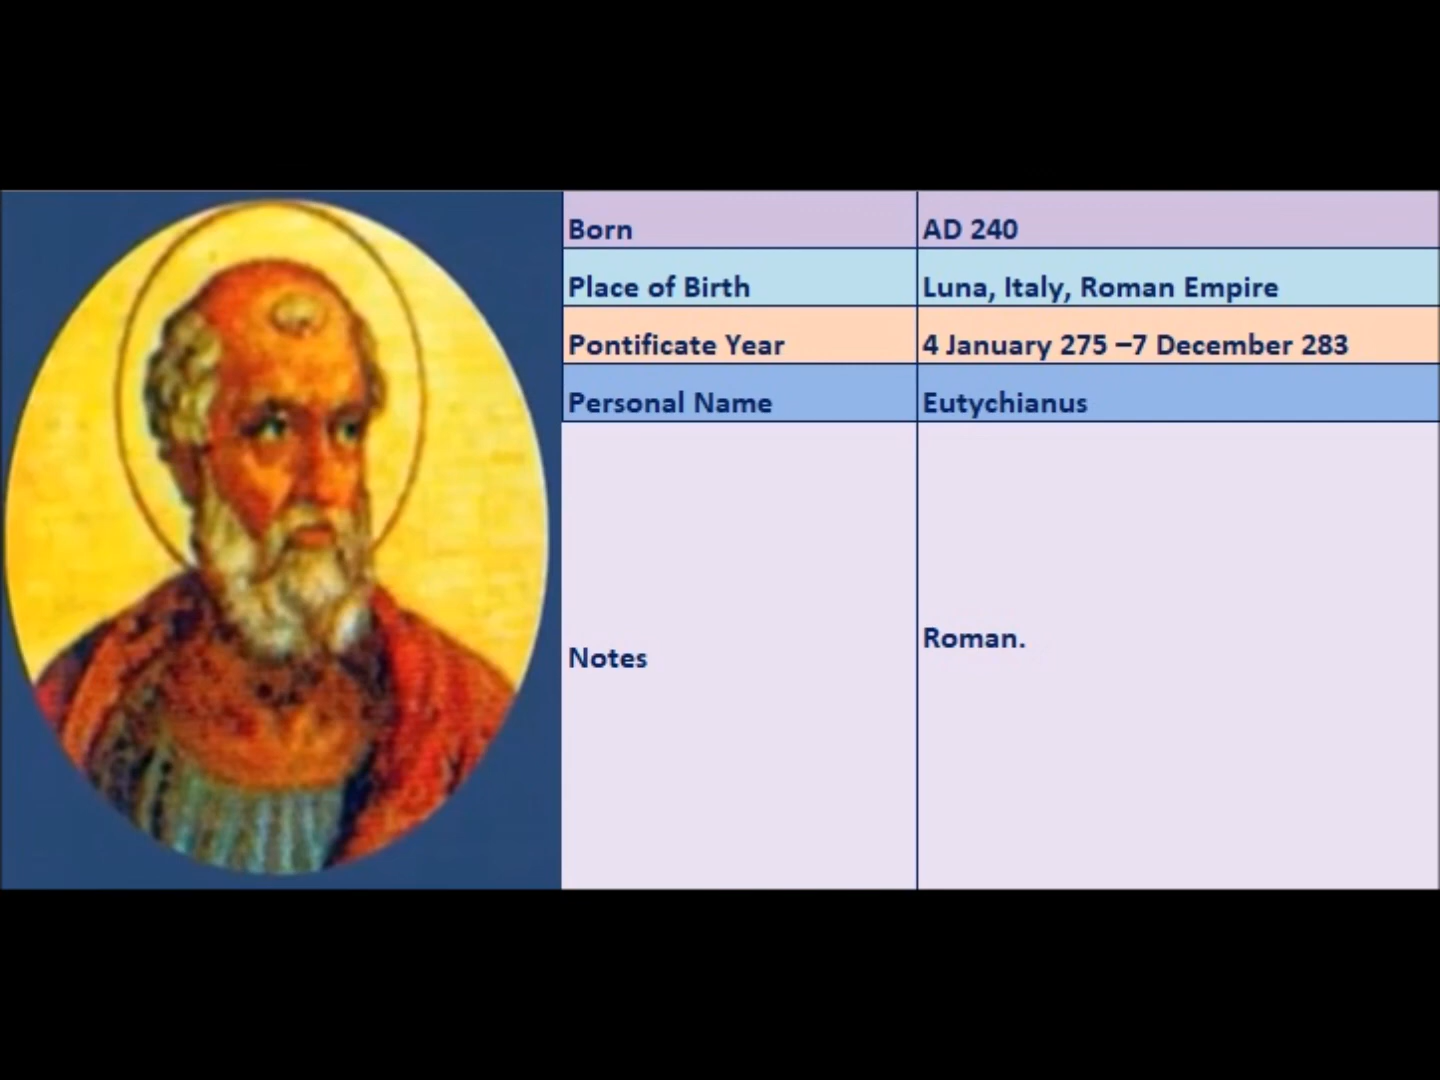 Born AD 240
Place of Birth Luna, Italy, Roman Empire
Pontificate Year 4 January 275 –7 December 283
Personal Name Eutychianus
Notes Roman.